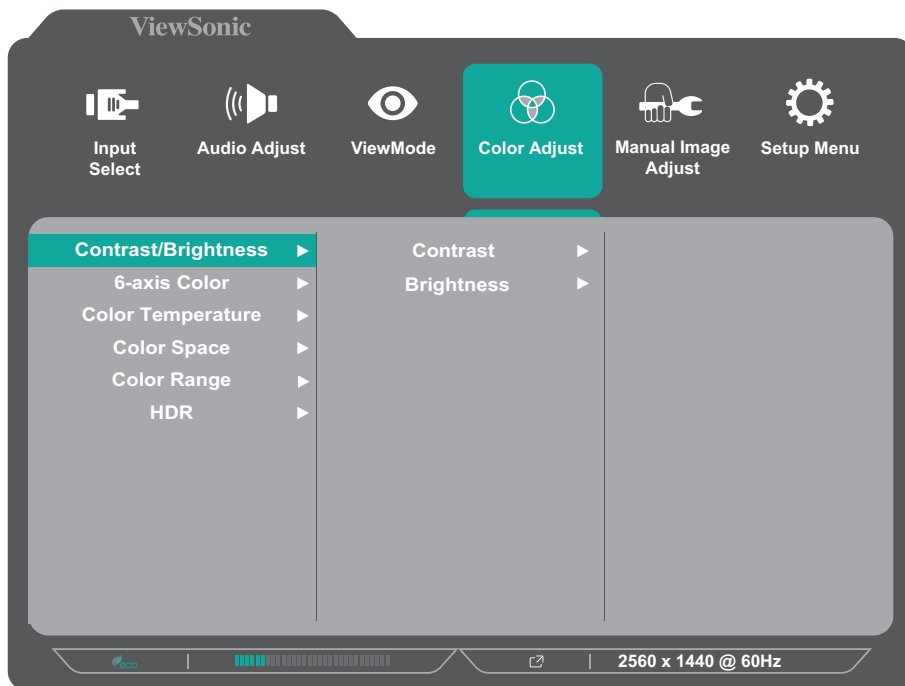 ViewSonic
Input
Select
Audio Adjust
ViewMode
Color Adjust
Manual Image
Adjust
Setup Menu
Contrast/Brightness
6-axis Color
Color Temperature
Color Space
Color Range
HDR
Contrast
Brightness
eco
2560 x 1440 @ 60Hz